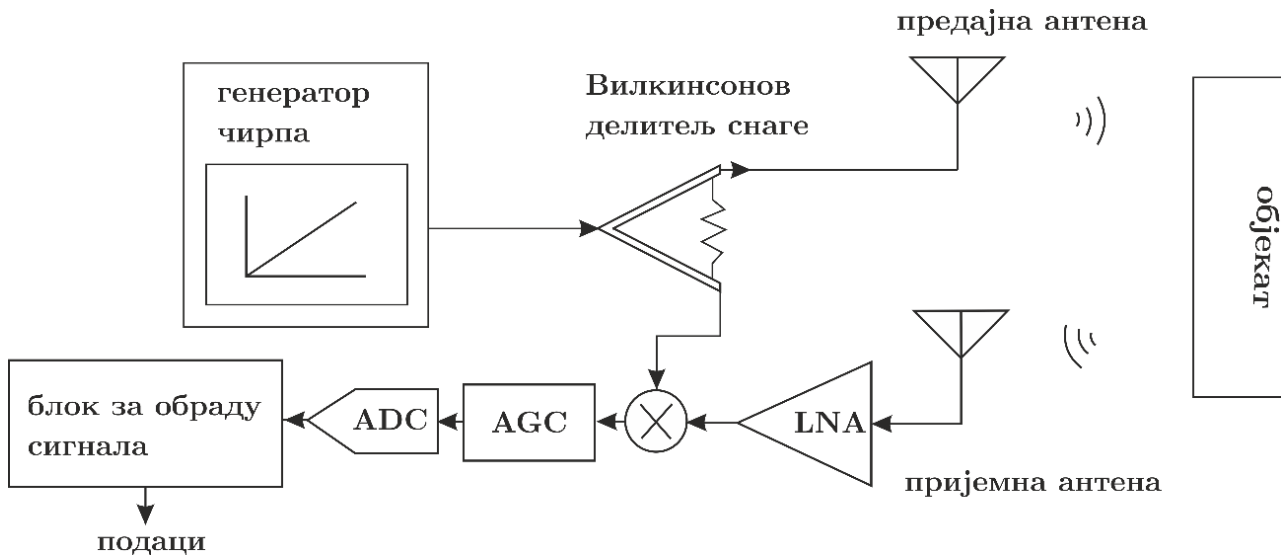 предајна антена
генератор
чирпа
Вилкинсонов
делитељ снаге
објекат
блок за обраду
сигнала
ADC
AGC
LNA
пријемна антена
подаци